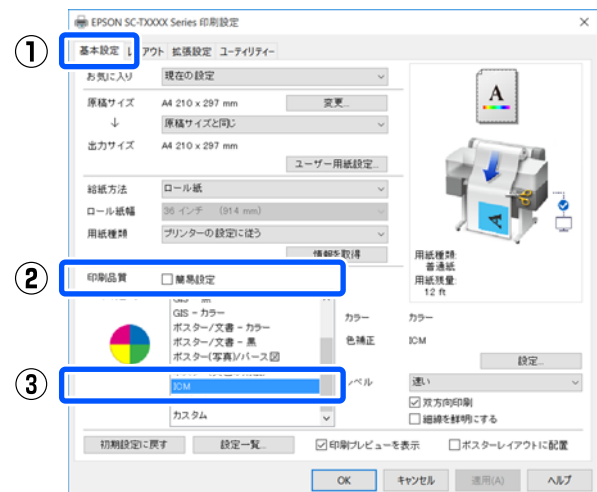 EPSON SC-TXXXX Series 印刷設定
①
基本設定 レ アウト 拡張設定 ユーティリティー
お気に入り 現在の設定
原稿サイズ A4 210 x 297 mm 変更...
↓ 原稿サイズと同じ
出力サイズ A4 210 x 297 mm
ユーザー用紙設定...
給紙方法 ロール紙
ロール紙幅 36 インチ (914 mm)
用紙種類 プリンターの設定に従う
情報を取得
A
A
用紙種類:
普通紙
用紙残量:
12 ft
②
印刷品質 簡易設定
GIS - カラー
ポスター/文書 - カラー
ポスター/文書 - 黒
ポスター(写真)/パース図
③
ICM
カスタム
カラー カラー
色補正 ICM
設定...
ベル 速い
双方向印刷
細線を鮮明にする
初期設定に戻す 設定一覧... 印刷プレビューを表示 ポスターレイアウトに配置
OK キャンセル 適用(A) ヘルプ